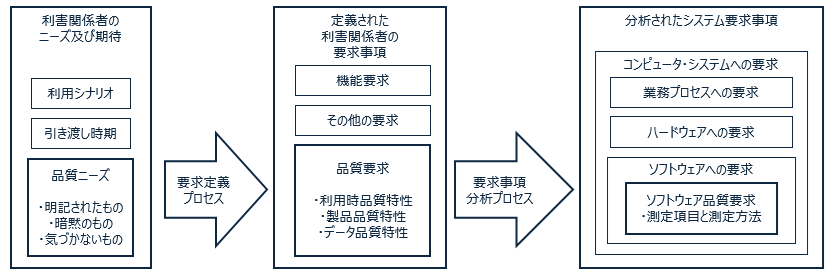 利害関係者の
ニーズ及び期待
利用シナリオ
引き渡し時期
品質ニーズ
・明記されたもの
・暗黙のもの
・気づかないもの
要求定義
プロセス
定義された
利害関係者の
要求事項
機能要求
その他の要求
品質要求
・利用時品質特性
・製品品質特性
・データ品質特性
要求事項
分析プロセス
分析されたシステム要求事項
コンピュータ・システムへの要求
業務プロセスへの要求
ハードウェアへの要求
ソフトウェアへの要求
ソフトウェア品質要求
・測定項目と測定方法